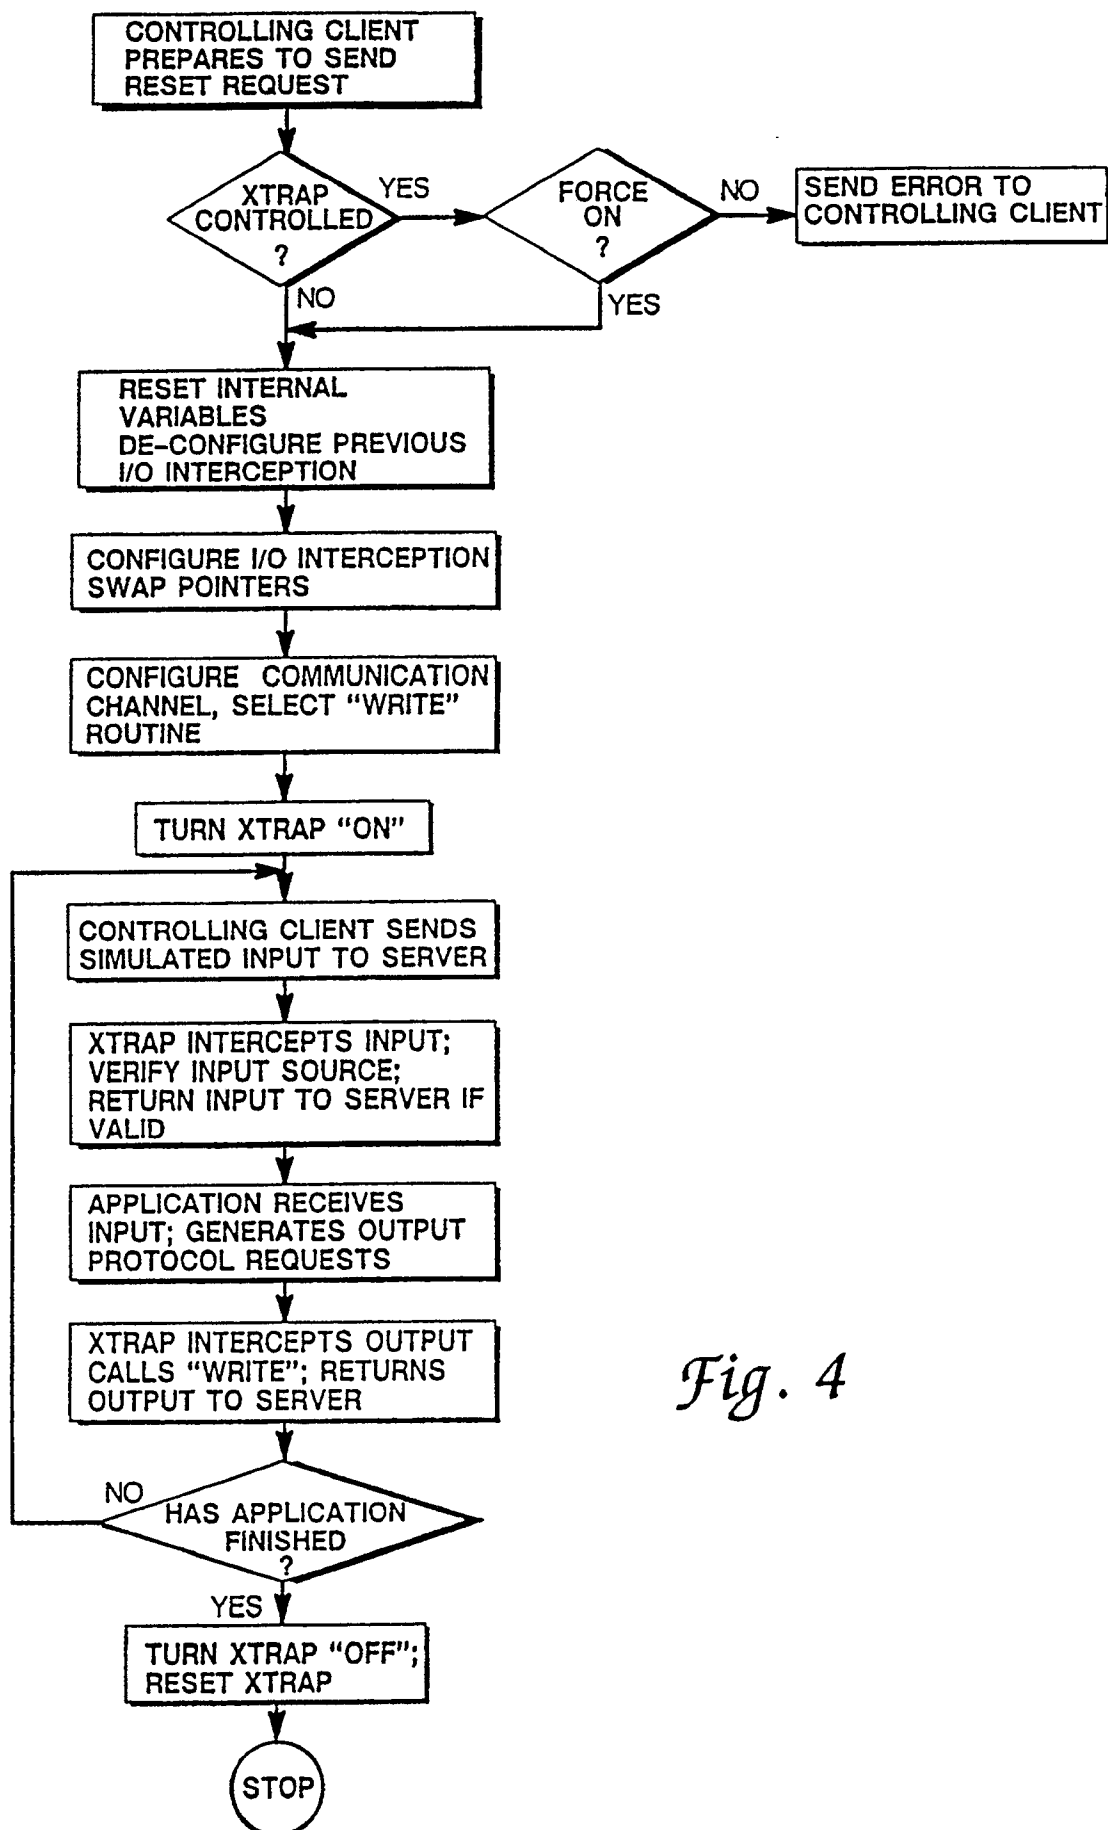 CONTROLLING CLIENT
PREPARES TO SEND
RESET REQUEST
XTRAP
CONTROLLED
?
YES
FORCE
ON
?
NO
SEND ERROR TO
CONTROLLING CLIENT
NO
YES
RESET INTERNAL
VARIABLES
DE-CONFIGURE PREVIOUS
I/O INTERCEPTION
CONFIGURE I/O INTERCEPTION
SWAP POINTERS
CONFIGURE COMMUNICATION
CHANNEL, SELECT “WRITE”
ROUTINE
TURN XTRAP “ON”
CONTROLLING CLIENT SENDS
SIMULATED INPUT TO SERVER
XTRAP INTERCEPTS INPUT;
VERIFY INPUT SOURCE;
RETURN INPUT TO SERVER IF
VALID
APPLICATION RECEIVES
INPUT; GENERATES OUTPUT
PROTOCOL REQUESTS
XTRAP INTERCEPTS OUTPUT
CALLS “WRITE”; RETURNS
OUTPUT TO SERVER
Fig. 4
NO
HAS APPLICATION
FINISHED
?
YES
TURN XTRAP “OFF”;
RESET XTRAP
STOP